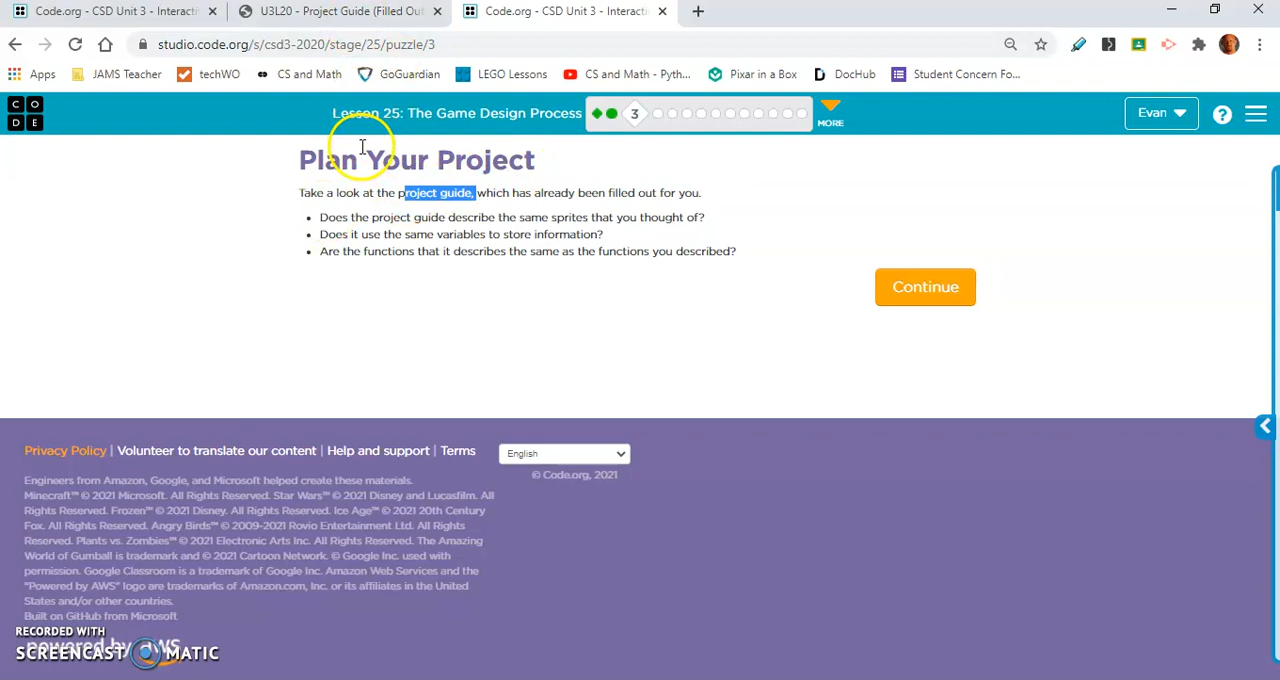 Code.org - CSD Unit 3 - Interacti
U3L20 - Project Guide (Filled Out
Code.org - CSD Unit 3 - Interacti
studio.code.org/s/csd3-2020/stage/25/puzzle/3
Apps
JAMS Teacher
techWO
CS and Math
GoGuardian
LEGO Lessons
CS and Math - Pyth...
Pixar in a Box
DocHub
Student Concern Fo...
C O
D E
Lesson 25: The Game Design Process
3
MORE
Evan
?
Plan Your Project
Take a look at the project guide, which has already been filled out for you.
• Does the project guide describe the same sprites that you thought of?
• Does it use the same variables to store information?
• Are the functions that it describes the same as the functions you described?
Continue
Privacy Policy | Volunteer to translate our content | Help and support | Terms
English
© Code.org, 2021
Engineers from Amazon, Google, and Microsoft helped create these materials.
Minecraft™ © 2021 Microsoft. All Rights Reserved. Star Wars™ © 2021 Disney and Lucasfilm. All
Rights Reserved. Frozen™ © 2021 Disney. All Rights Reserved. Ice Age™ © 2021 20th Century
Fox. All Rights Reserved. Angry Birds™ © 2009-2021 Rovio Entertainment Ltd. All Rights
Reserved. Plants vs. Zombies™ © 2021 Electronic Arts Inc. All Rights Reserved. The Amazing
World of Gumball is trademark and © 2021 Cartoon Network. © Google Inc. used with
permission. Google Classroom is a trademark of Google Inc. Amazon Web Services and the
"Powered by AWS" logo are trademarks of Amazon.com, Inc. or its affiliates in the United
States and/or other countries.
Built on GitHub from Microsoft
RECORDED WITH
powered by aWS
SCREENCAST MATIC